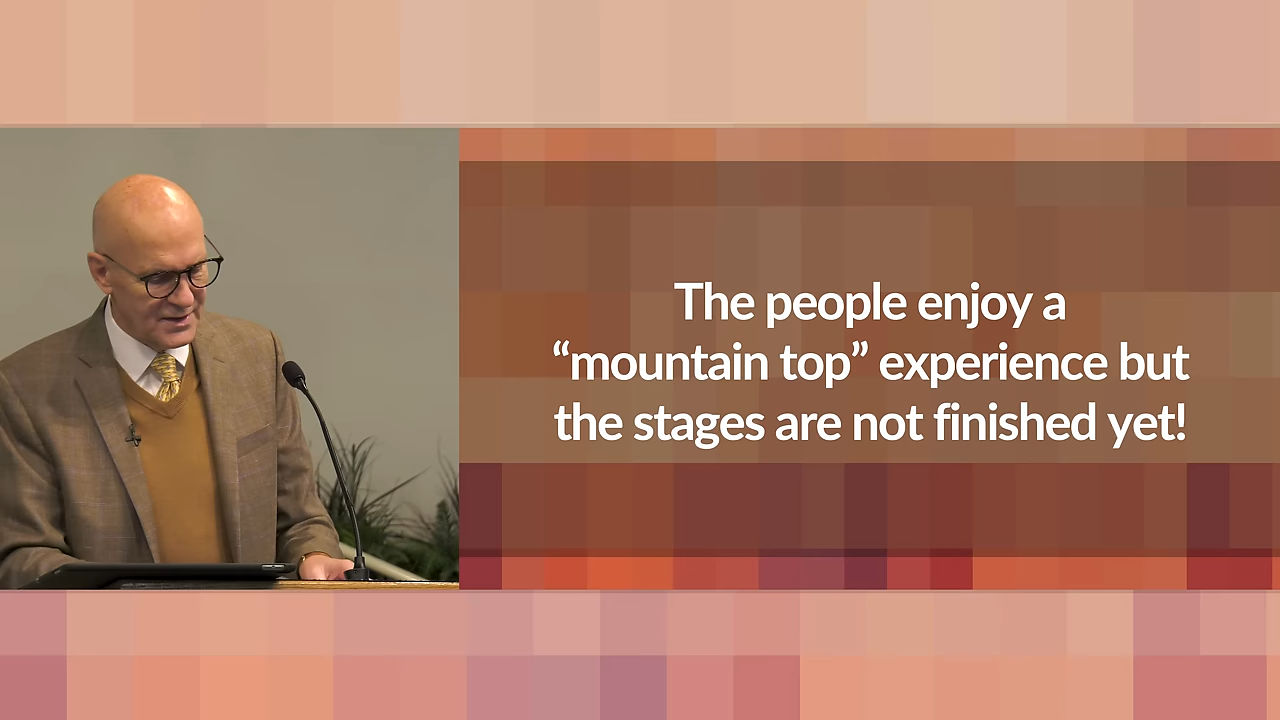 The people enjoy a
“mountain top” experience but
the stages are not finished yet!